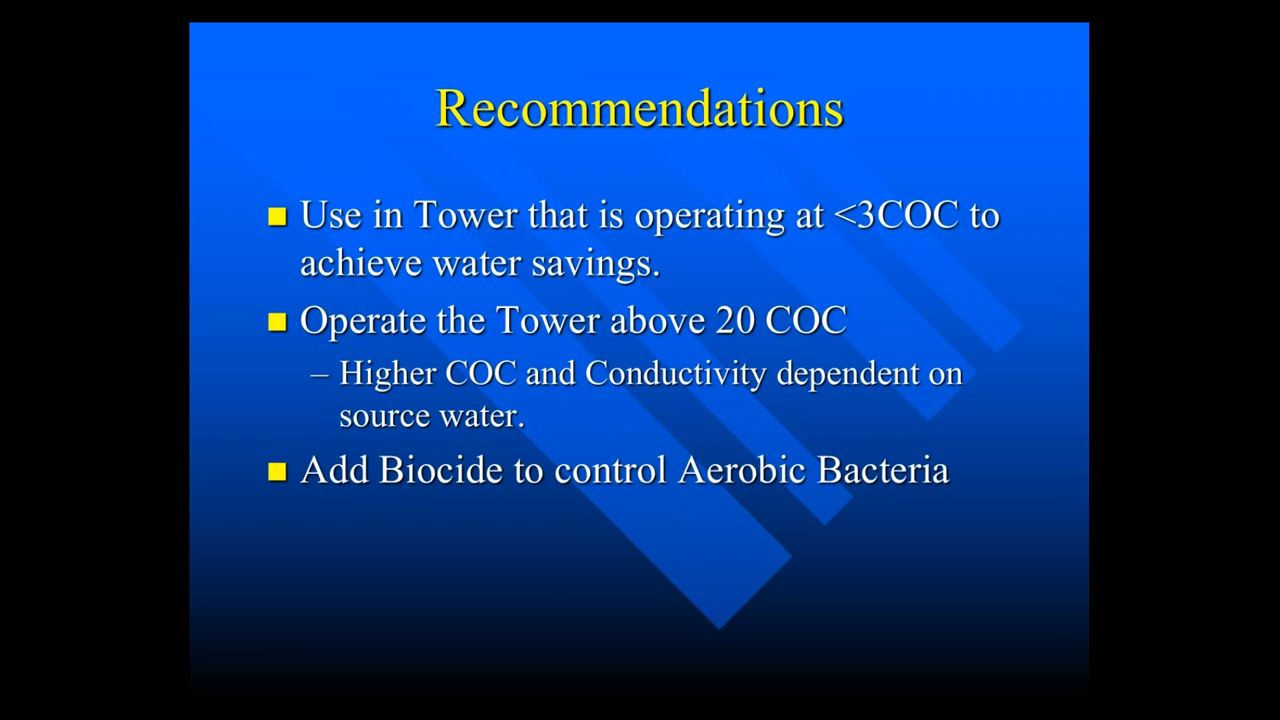 Recommendations
Use in Tower that is operating at <3COC to
achieve water savings.
Operate the Tower above 20 COC
– Higher COC and Conductivity dependent on
source water.
Add Biocide to control Aerobic Bacteria